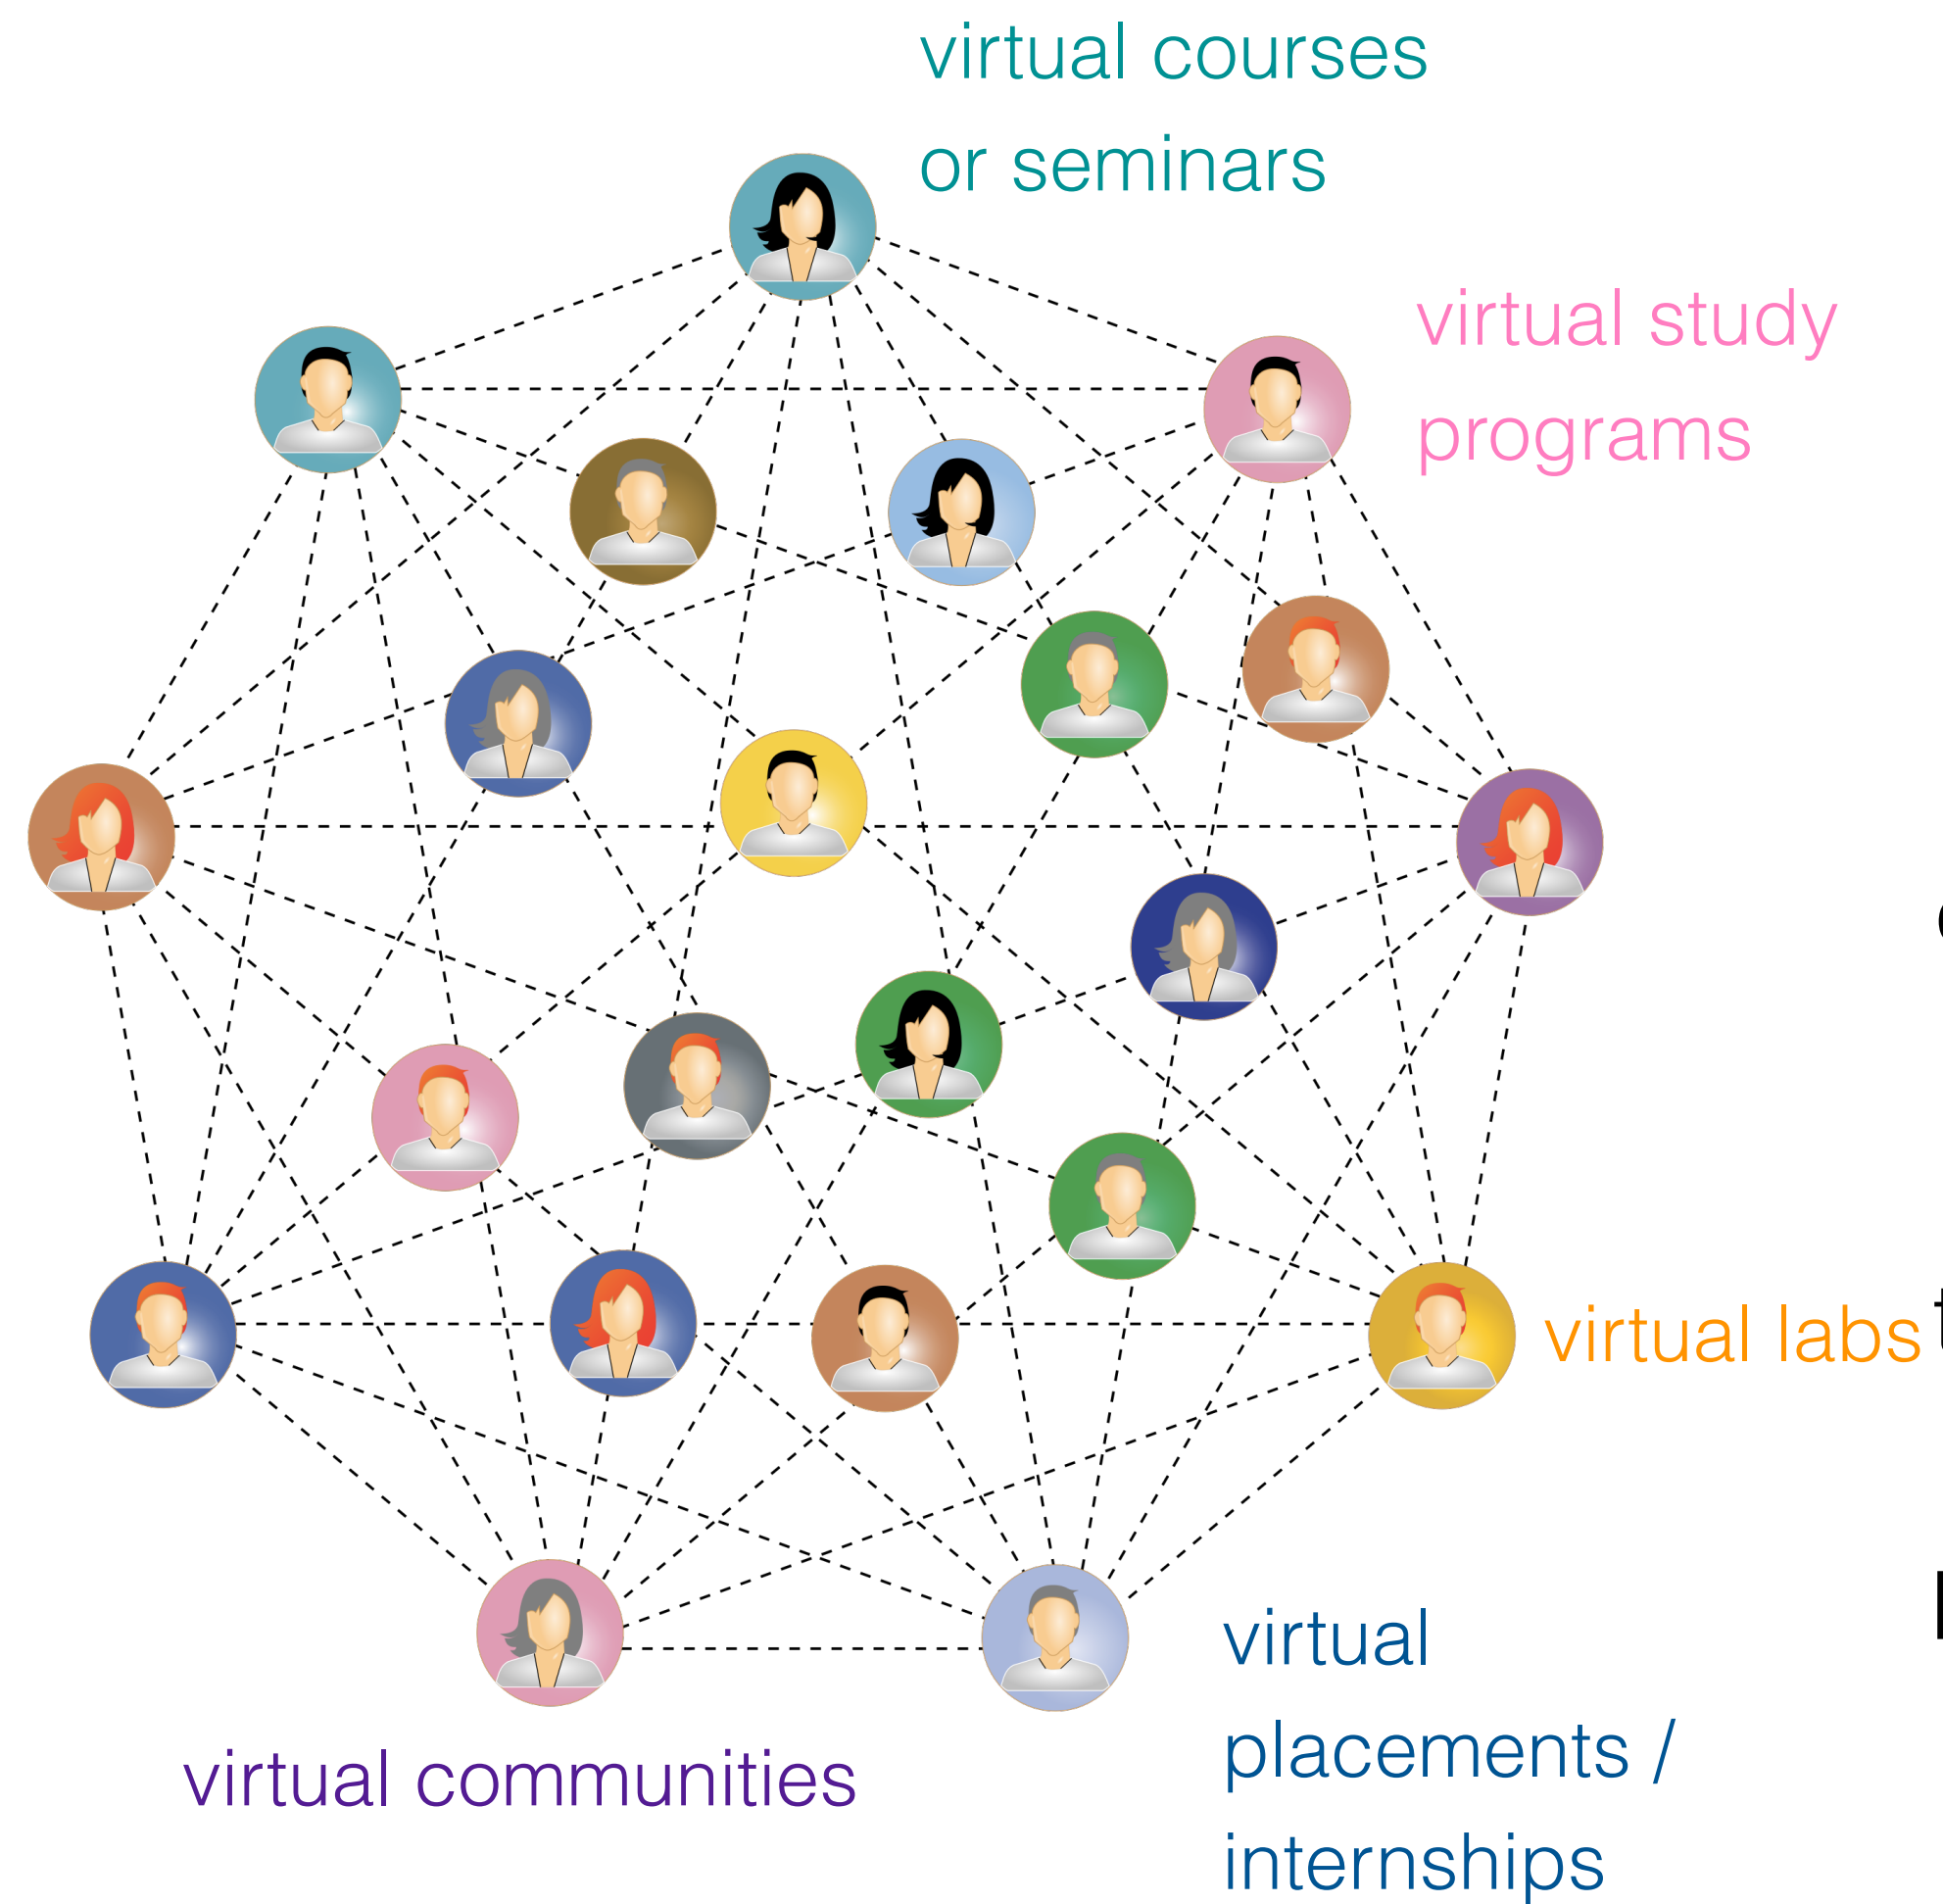 virtual courses
or seminars
virtual study
programs
virtual labs
virtual
placements /
internships
virtual communities